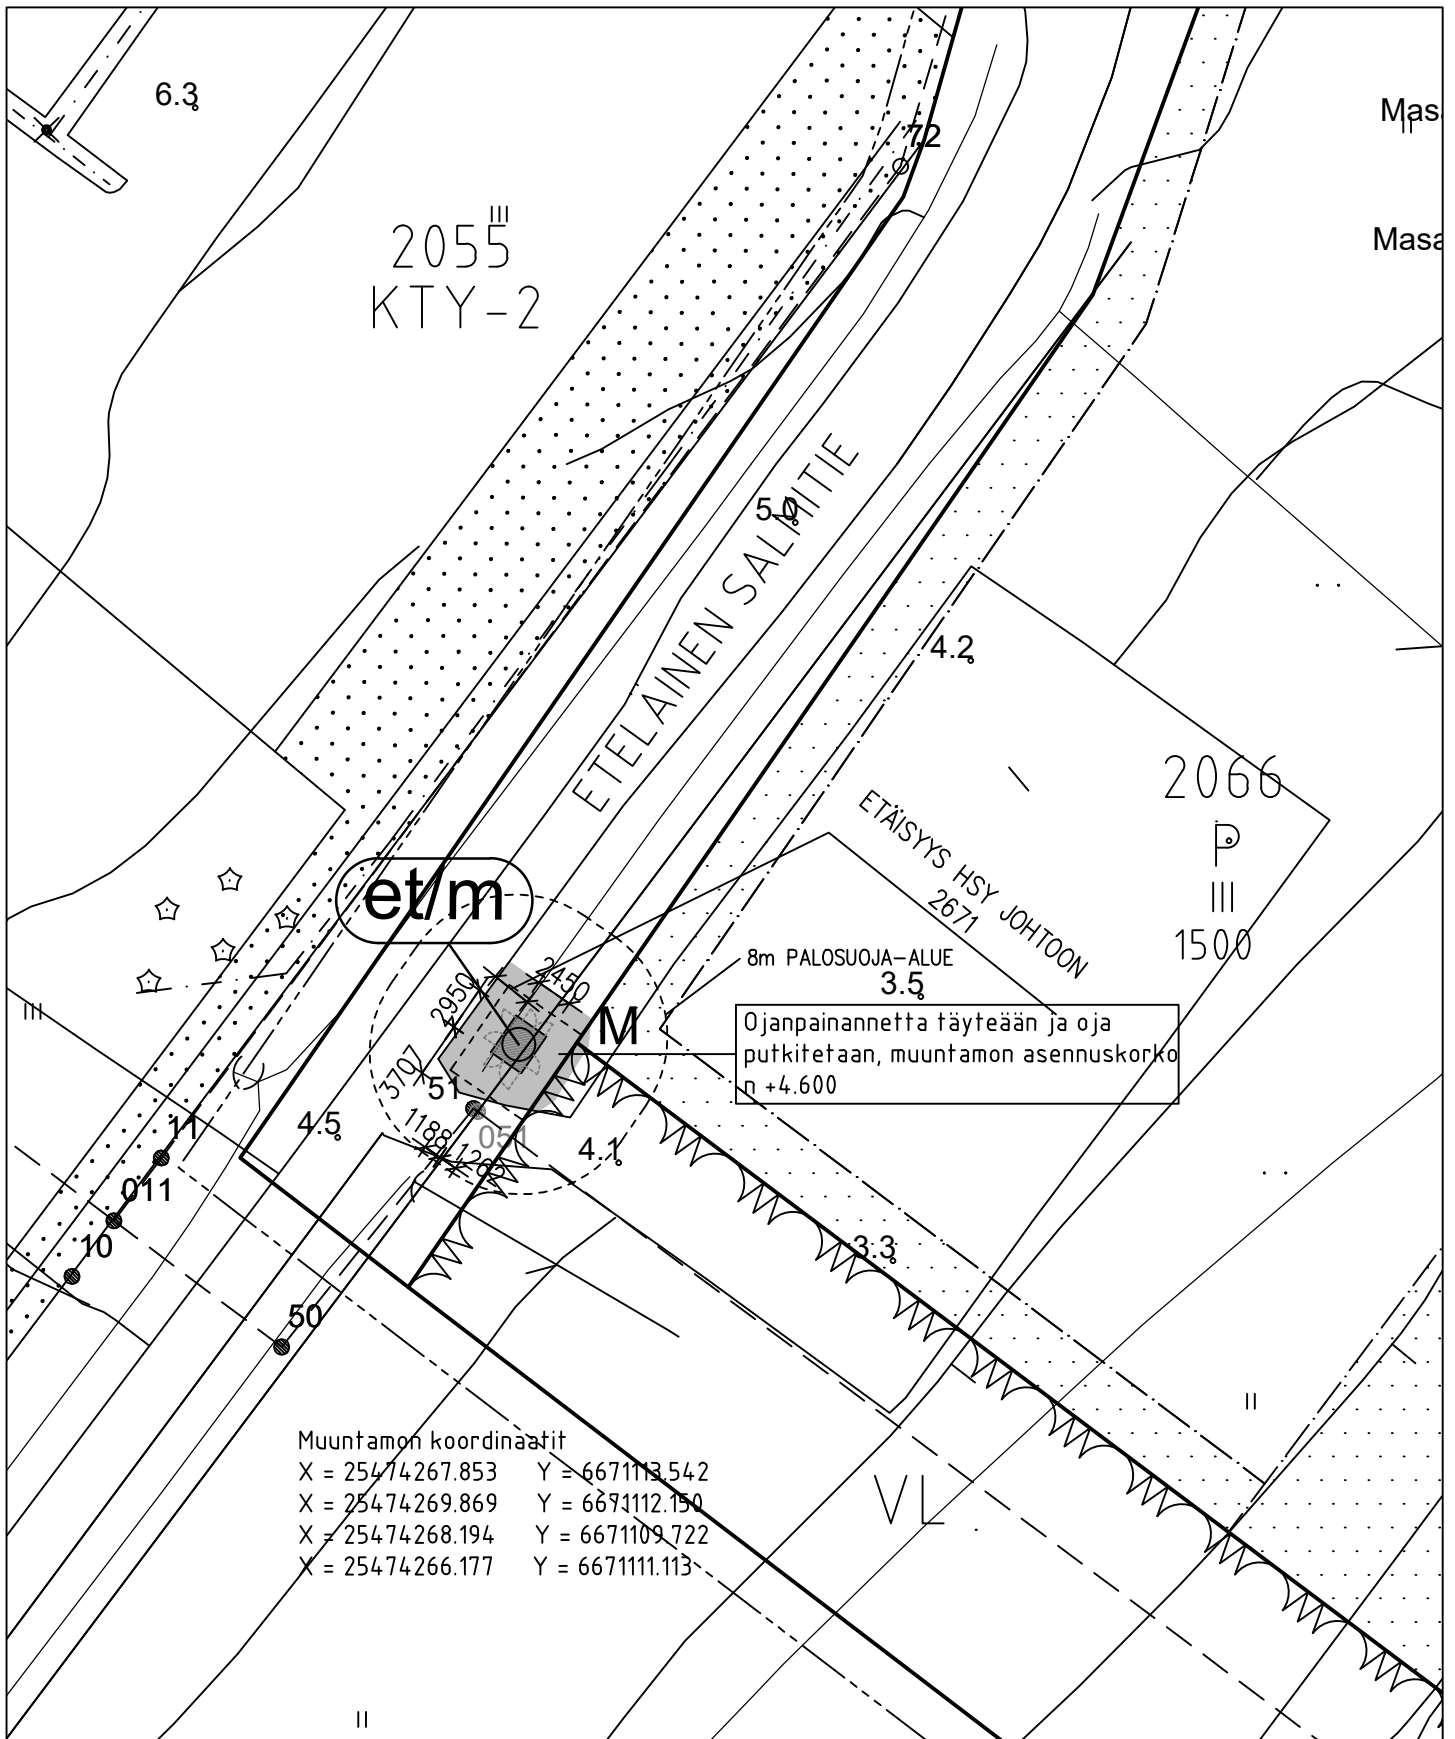 6.3
72
Mas
II
III
2055
KTY-2
Masa
5.0
ETELÄINEN SALMITIE
4.2
2066
P
III
1500
ETÄISYYS HSY JOHTOON
2671
et/m
8m PALOSUOJA-ALUE
3.5
2450
2950
III
M
Ojanpainannetta täyteään ja oja
putkitetaan, muuntamon asennuskorko
n +4.600
3707
51
4.5
1188
051
4.1
11
011
10
3.3
50
II
Muuntamon koordinaatit
X = 25474267.853 Y = 6671113.542
X = 25474269.869 Y = 6671112.150
X = 25474268.194 Y = 6671109.722
X = 25474266.177 Y = 6671111.113
VL
II